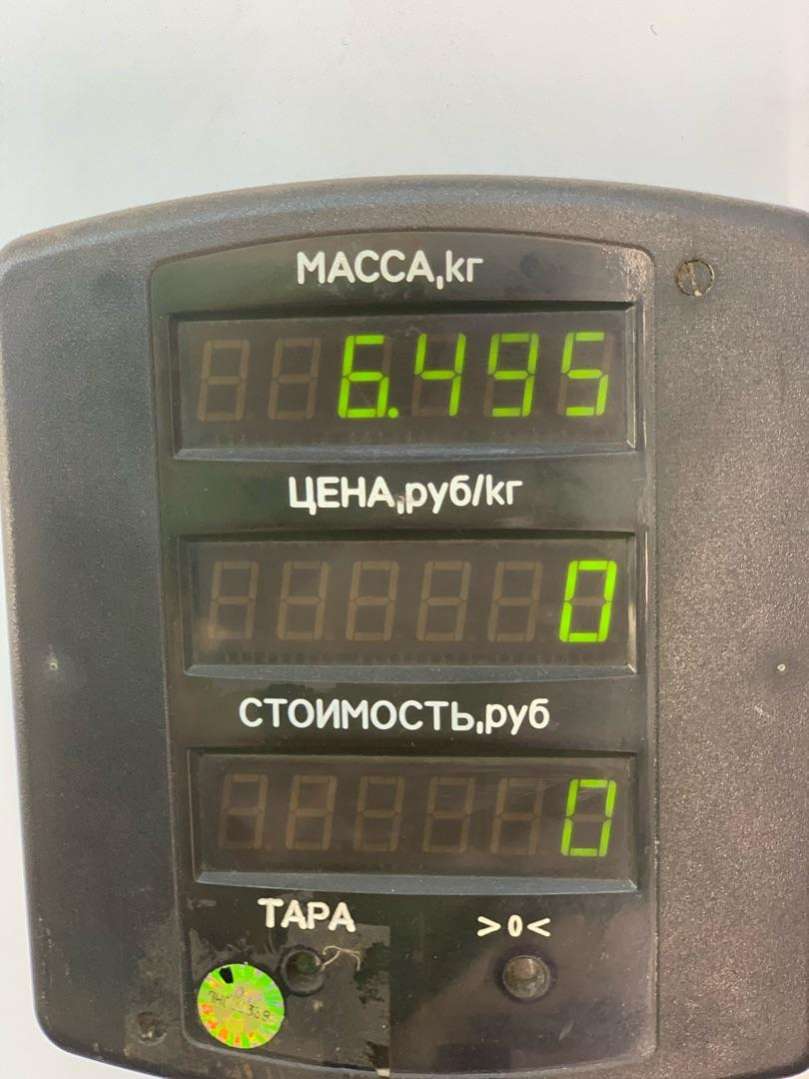 МАССА,кг
6.495
ЦЕНА,руб/кг
0
СТОИМОСТЬ,руб
0
ТАРА >0<